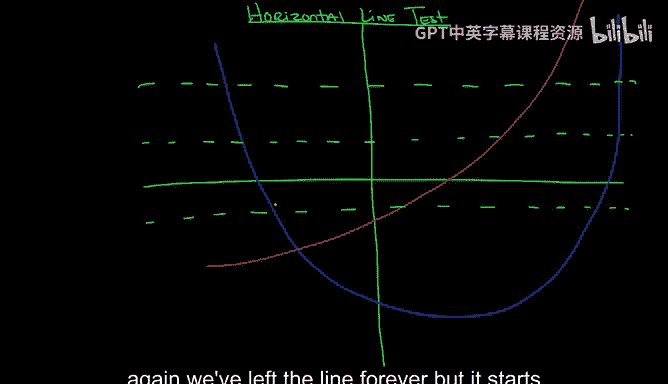 Horizontal Line Test
GPT中英字幕课程资源 bilibili
again we've left the line forever but it starts